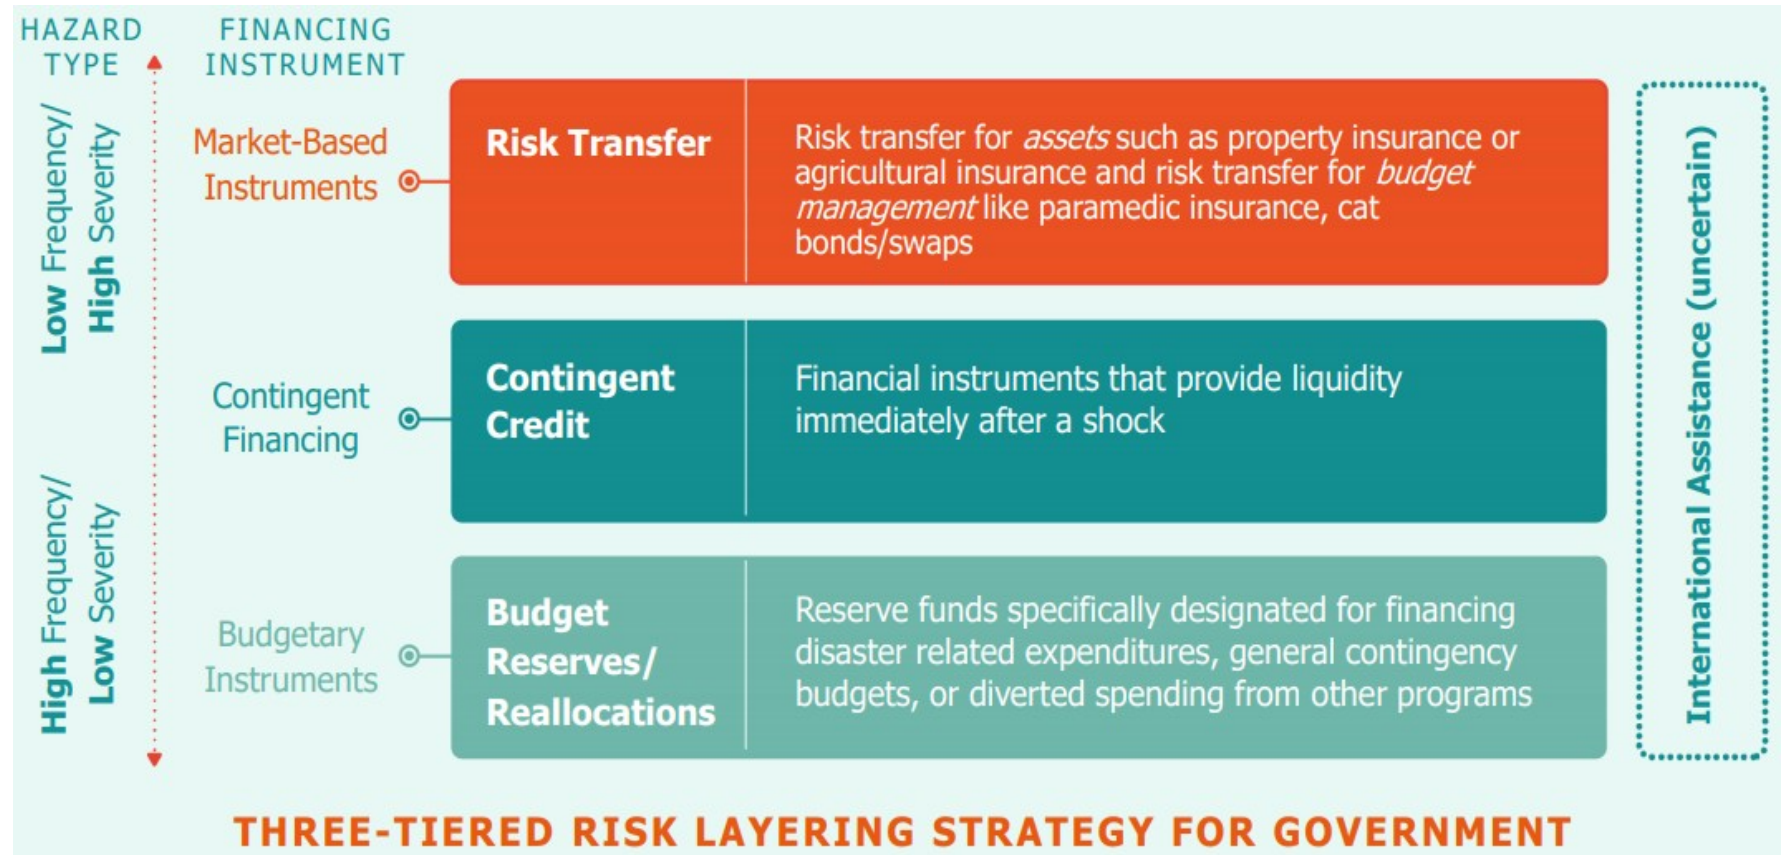 HAZARD
TYPE
FINANCING
INSTRUMENT
Low Frequency/
High Severity
High Frequency/
Low Severity
Market-Based
Instruments
Risk Transfer
Risk transfer for assets such as property insurance or
agricultural insurance and risk transfer for budget
management like paramedic insurance, cat
bonds/swaps
Contingent
Financing
Contingent
Credit
Financial instruments that provide liquidity
immediately after a shock
Budgetary
Instruments
Budget
Reserves/
Reallocations
Reserve funds specifically designated for financing
disaster related expenditures, general contingency
budgets, or diverted spending from other programs
International Assistance (uncertain)
THREE-TIERED RISK LAYERING STRATEGY FOR GOVERNMENT